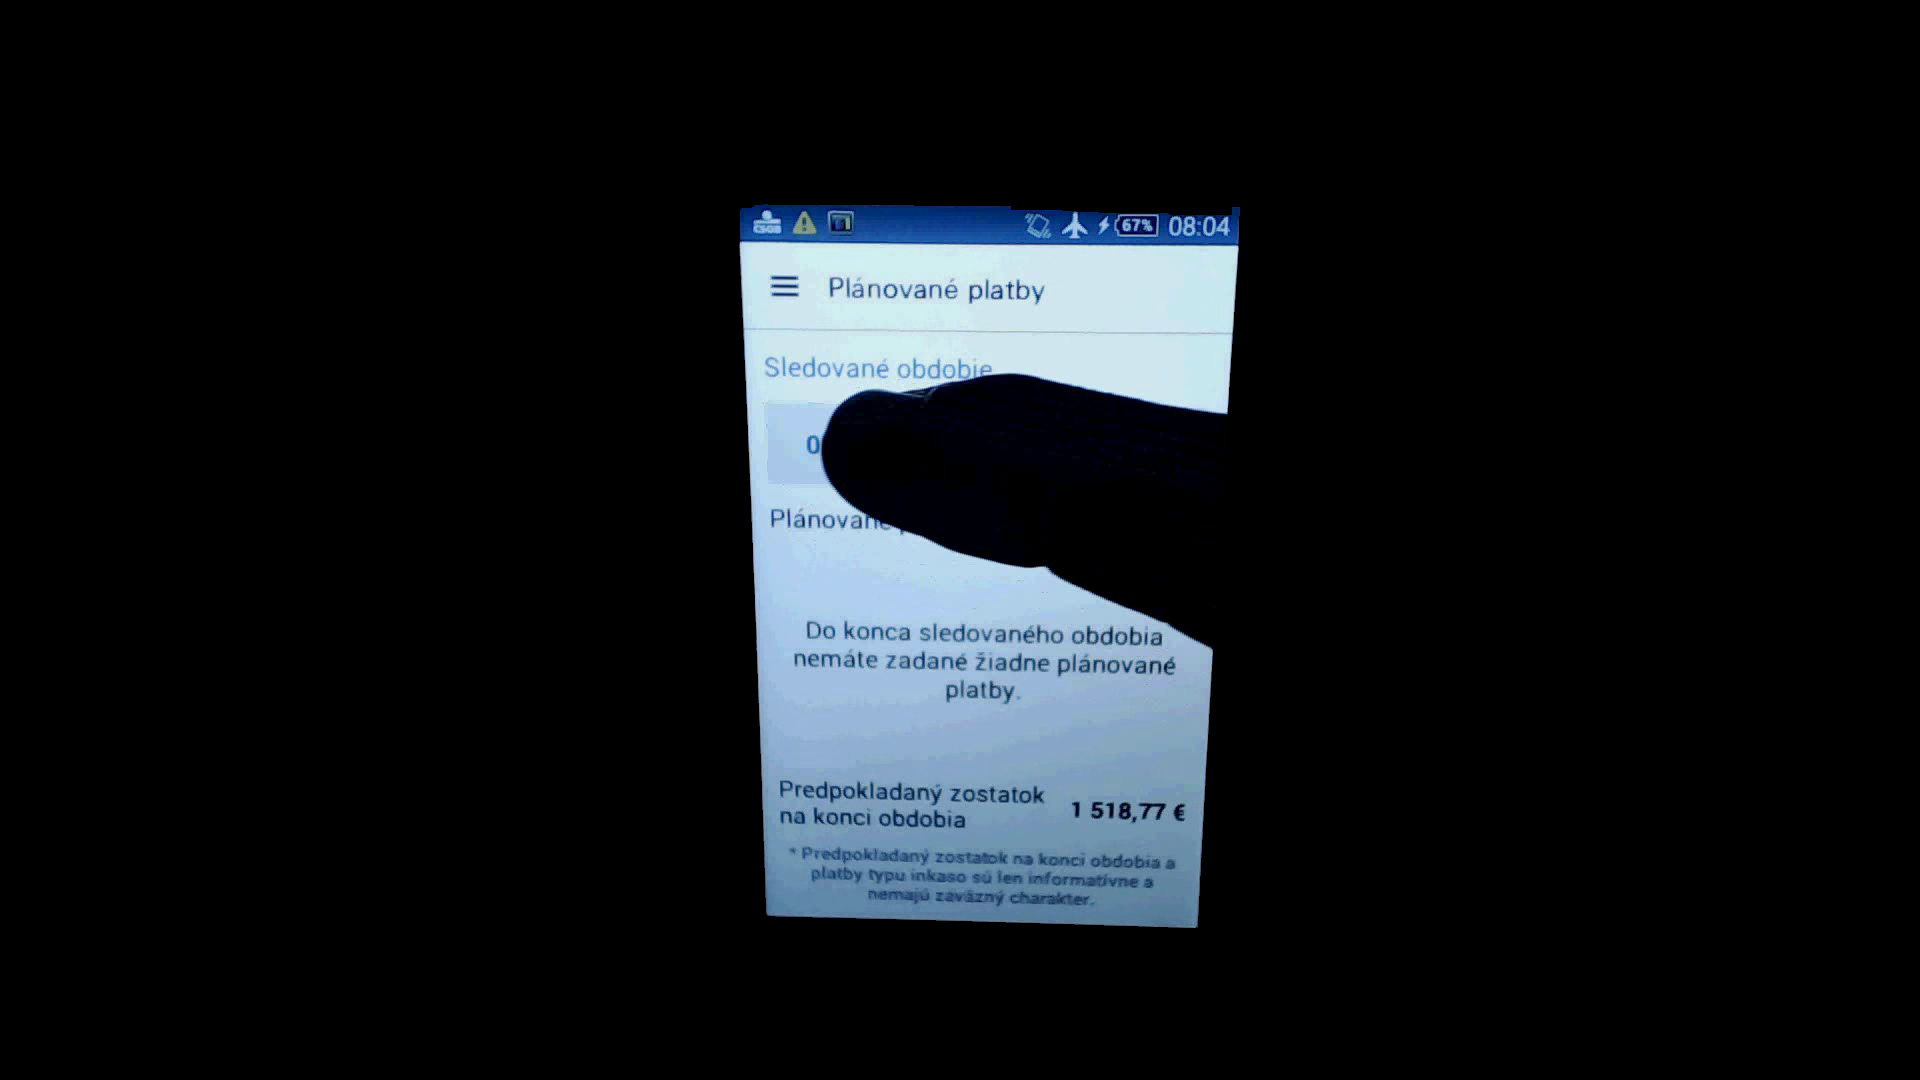 ČSOB
67% 08:04
Plánované platby
Sledované obdobie
0
Plánované
Do konca sledovaného obdobia
nemáte zadané žiadne plánované
platby.
Predpokladaný zostatok
na konci obdobia
1 518,77 €
* Predpokladaný zostatok na konci obdobia a
platby typu inkaso sú len informatívne a
nemajú záväzný charakter.